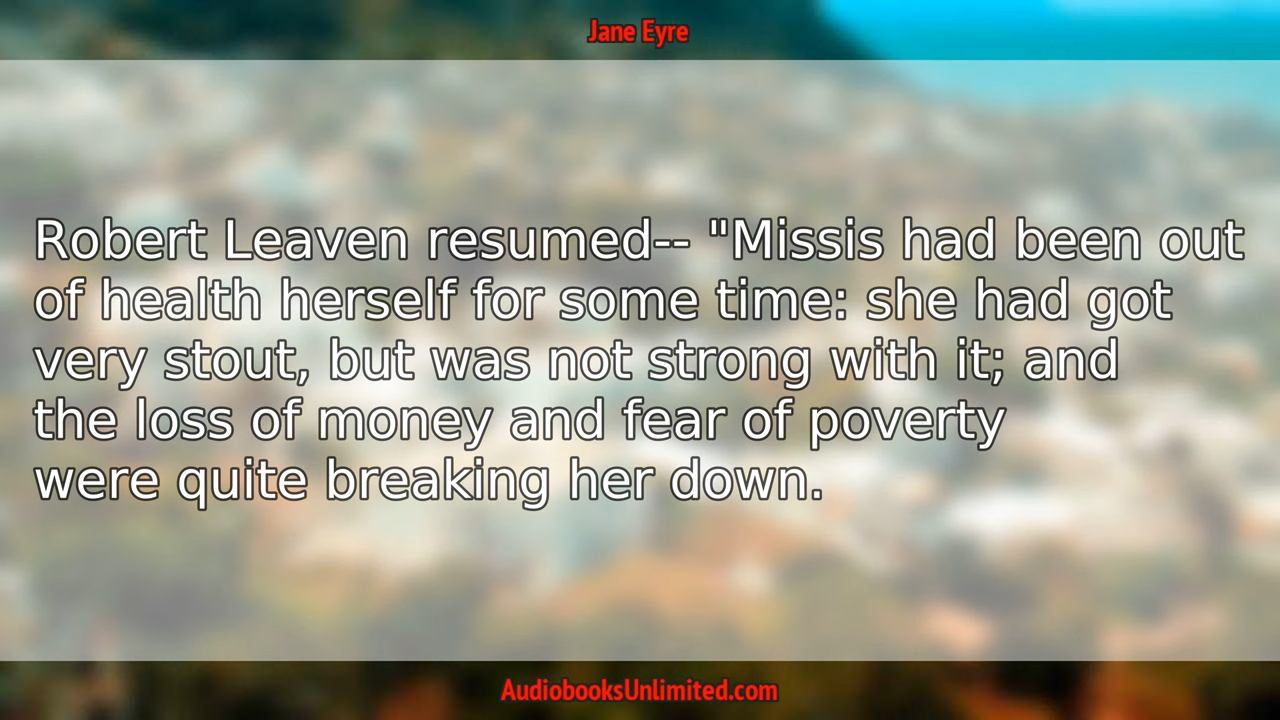 Jane Eyre
Robert Leaven resumed-- "Missis had been out
of health herself for some time: she had got
very stout, but was not strong with it; and
the loss of money and fear of poverty
were quite breaking her down.
AudiobooksUnlimited.com